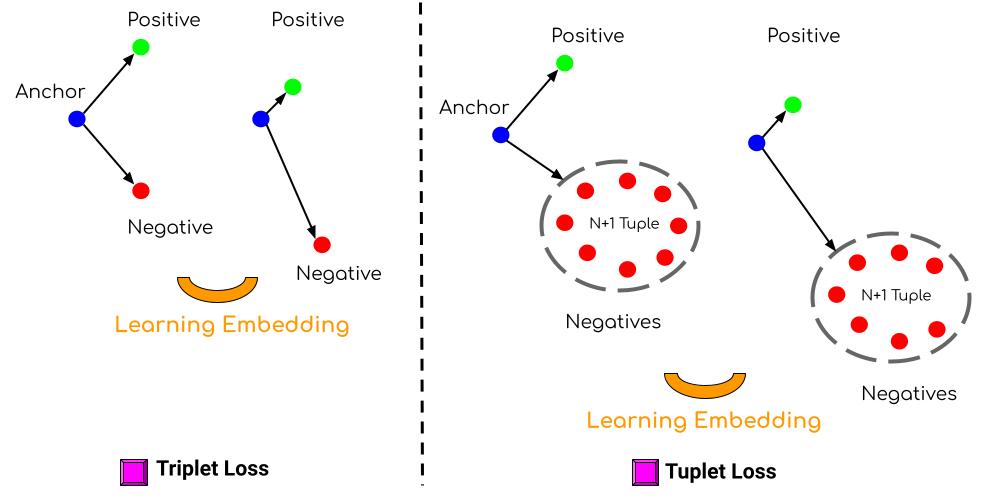 Positive
Positive
Anchor
Negative
Negative
Learning Embedding
Triplet Loss
Positive
Positive
Anchor
N+1 Tuple
Negatives
N+1 Tuple
Negatives
Learning Embedding
Tuplet Loss